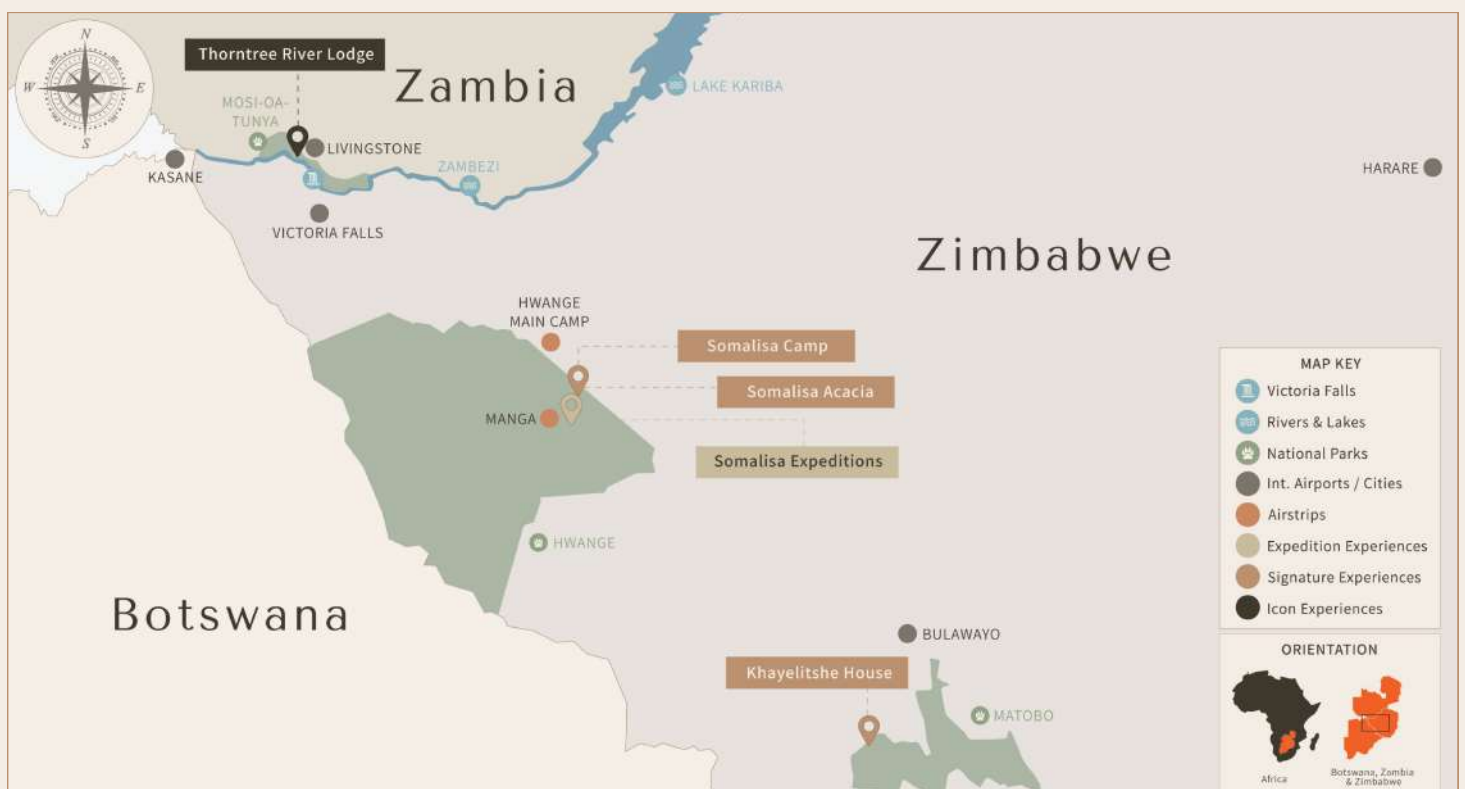 N
W
E
S
Thorntree River Lodge
Zambia
MOSI-OA-
TUNYA
LIVINGSTONE
KASANE
ZAMBEZI
LAKE KARIBA
HARARE
VICTORIA FALLS
Zimbabwe
HWANGE
MAIN CAMP
Somalisa Camp
Somalisa Acacia
MANGA
Somalisa Expeditions
HWANGE
Botswana
BULAWAYO
Khayelitshe House
MATOBO
MAP KEY
Victoria Falls
Rivers & Lakes
National Parks
Int. Airports / Cities
Airstrips
Expedition Experiences
Signature Experiences
Icon Experiences
ORIENTATION
Africa
Botswana, Zambia
& Zimbabwe